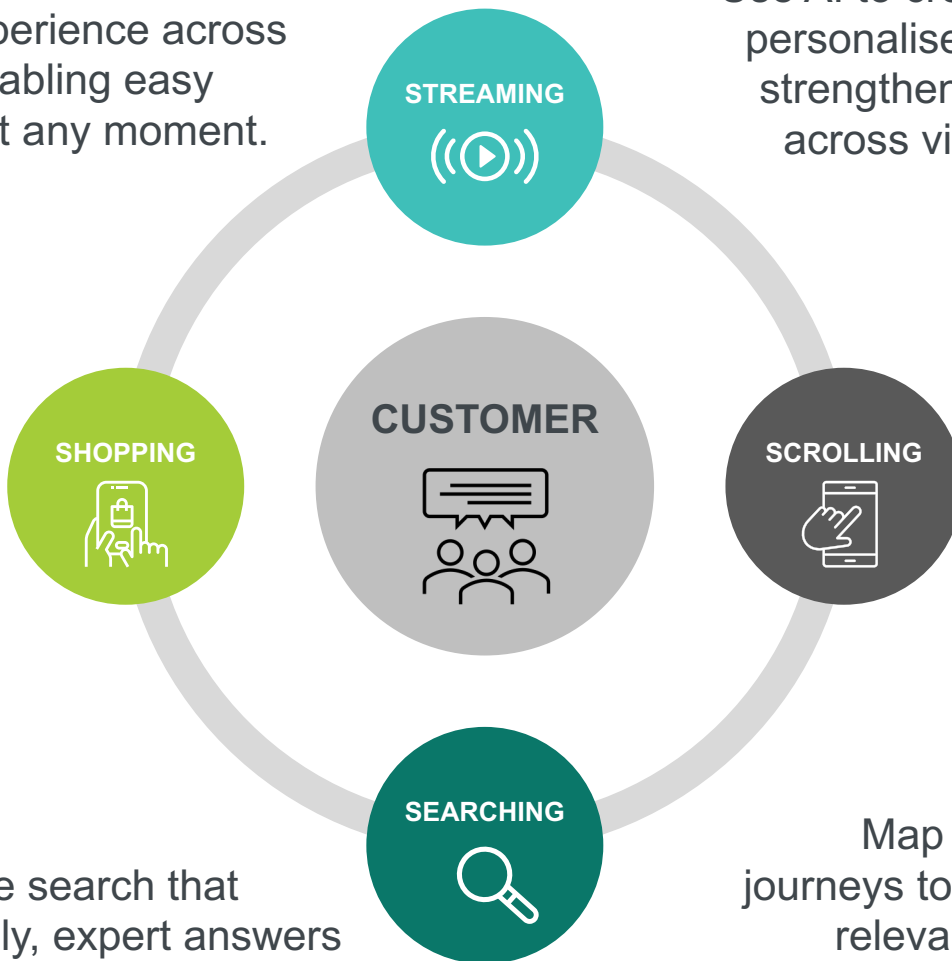 perience across
abling easy
t any moment.
personalise
strengthen
across vi
STREAMING
CUSTOMER
SHOPPING
SCROLLING
SEARCHING
e search that
ly, expert answers
Map
journeys to
releva